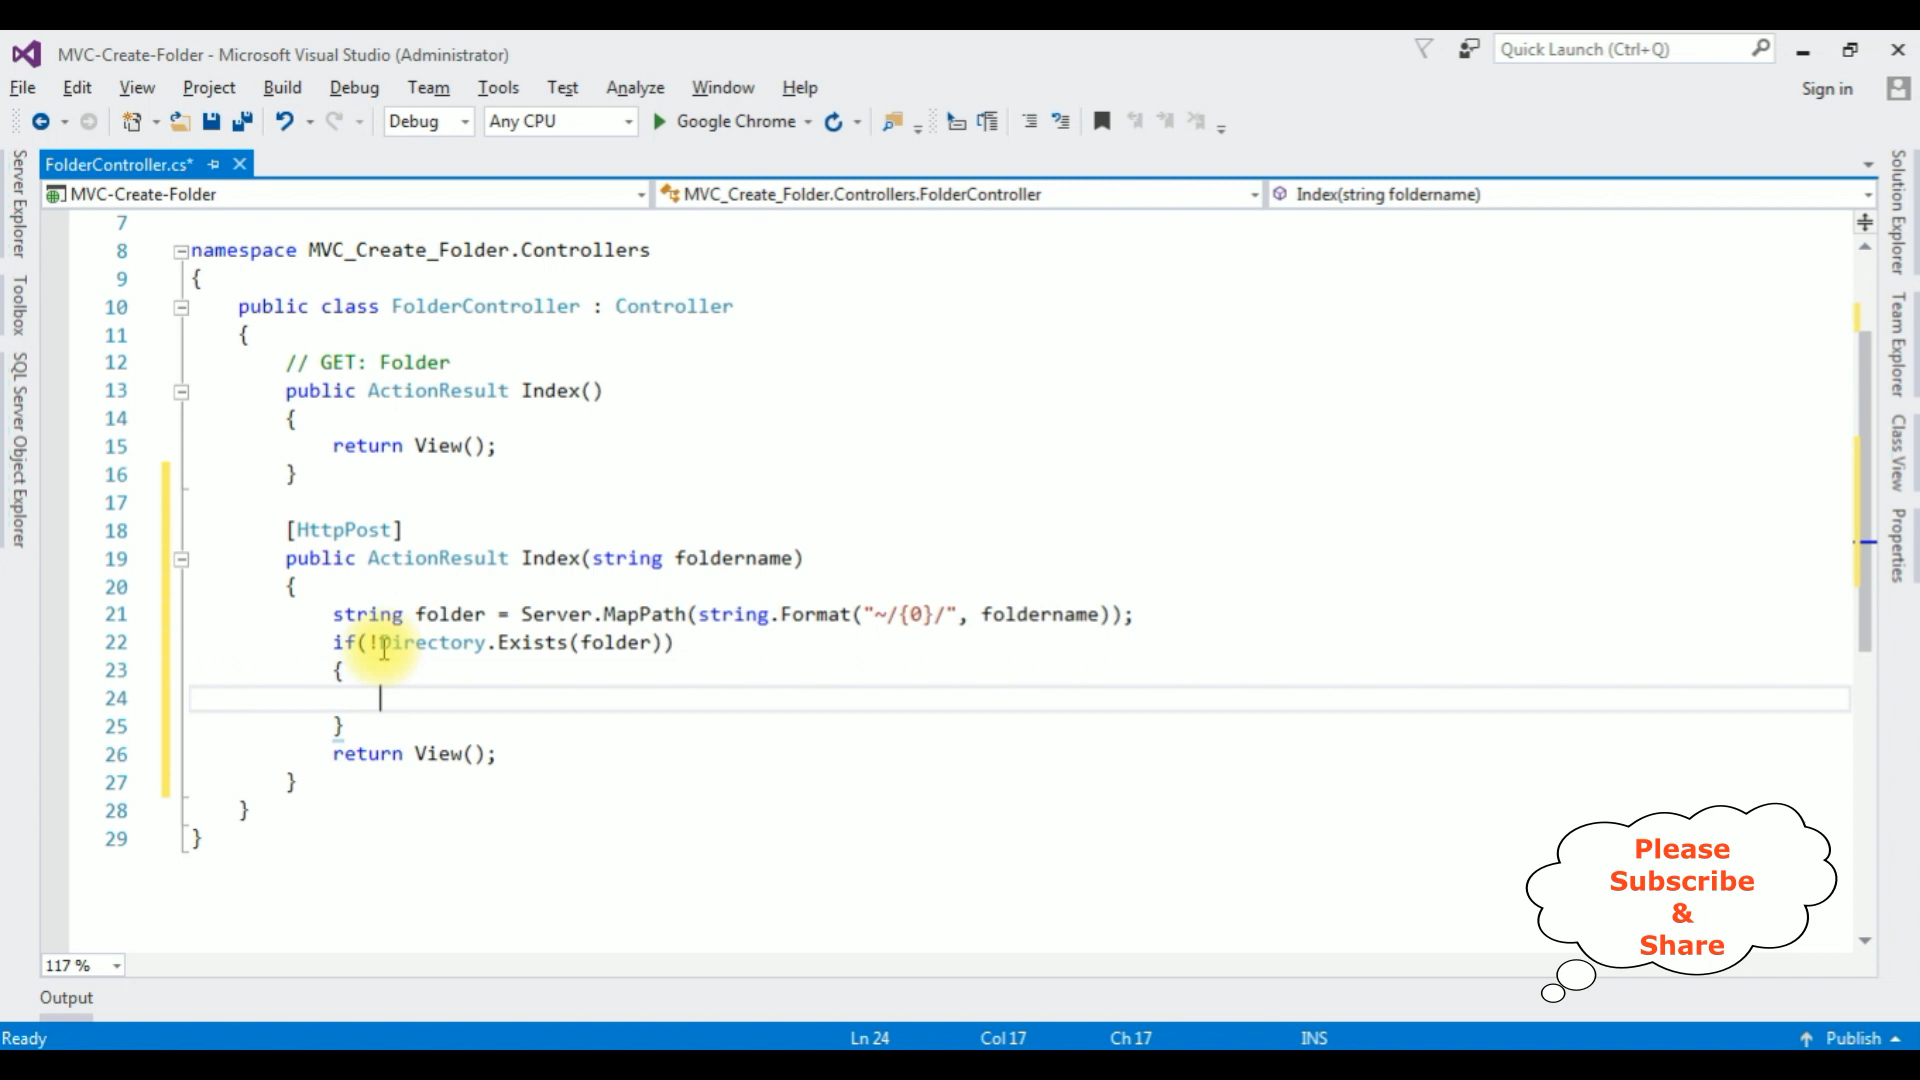 MVC-Create-Folder - Microsoft Visual Studio (Administrator)
Quick Launch (Ctrl+Q)
File Edit View Project Build Debug Team Tools Test Analyze Window Help
Sign in
Debug
Any CPU
Google Chrome
Server Explorer
Toolbox
SQL Server Object Explorer
FolderController.cs*
MVC-Create-Folder
MVC_Create_Folder.Controllers.FolderController
Index(string foldername)
7
8 namespace MVC_Create_Folder.Controllers
9 {
10 public class FolderController : Controller
11 {
12 // GET: Folder
13 public ActionResult Index()
14 {
15 return View();
16 }
17
18 [HttpPost]
19 public ActionResult Index(string foldername)
20 {
21 string folder = Server.MapPath(string.Format("~/{0}/", foldername));
22 if(!Directory.Exists(folder))
23 {
24
25 }
26 return View();
27 }
28 }
29 }
Solution Explorer
Team Explorer
Class View
Properties
Please
Subscribe
&
Share
117 %
Output
Ready
Ln 24
Col 17
Ch 17
INS
Publish